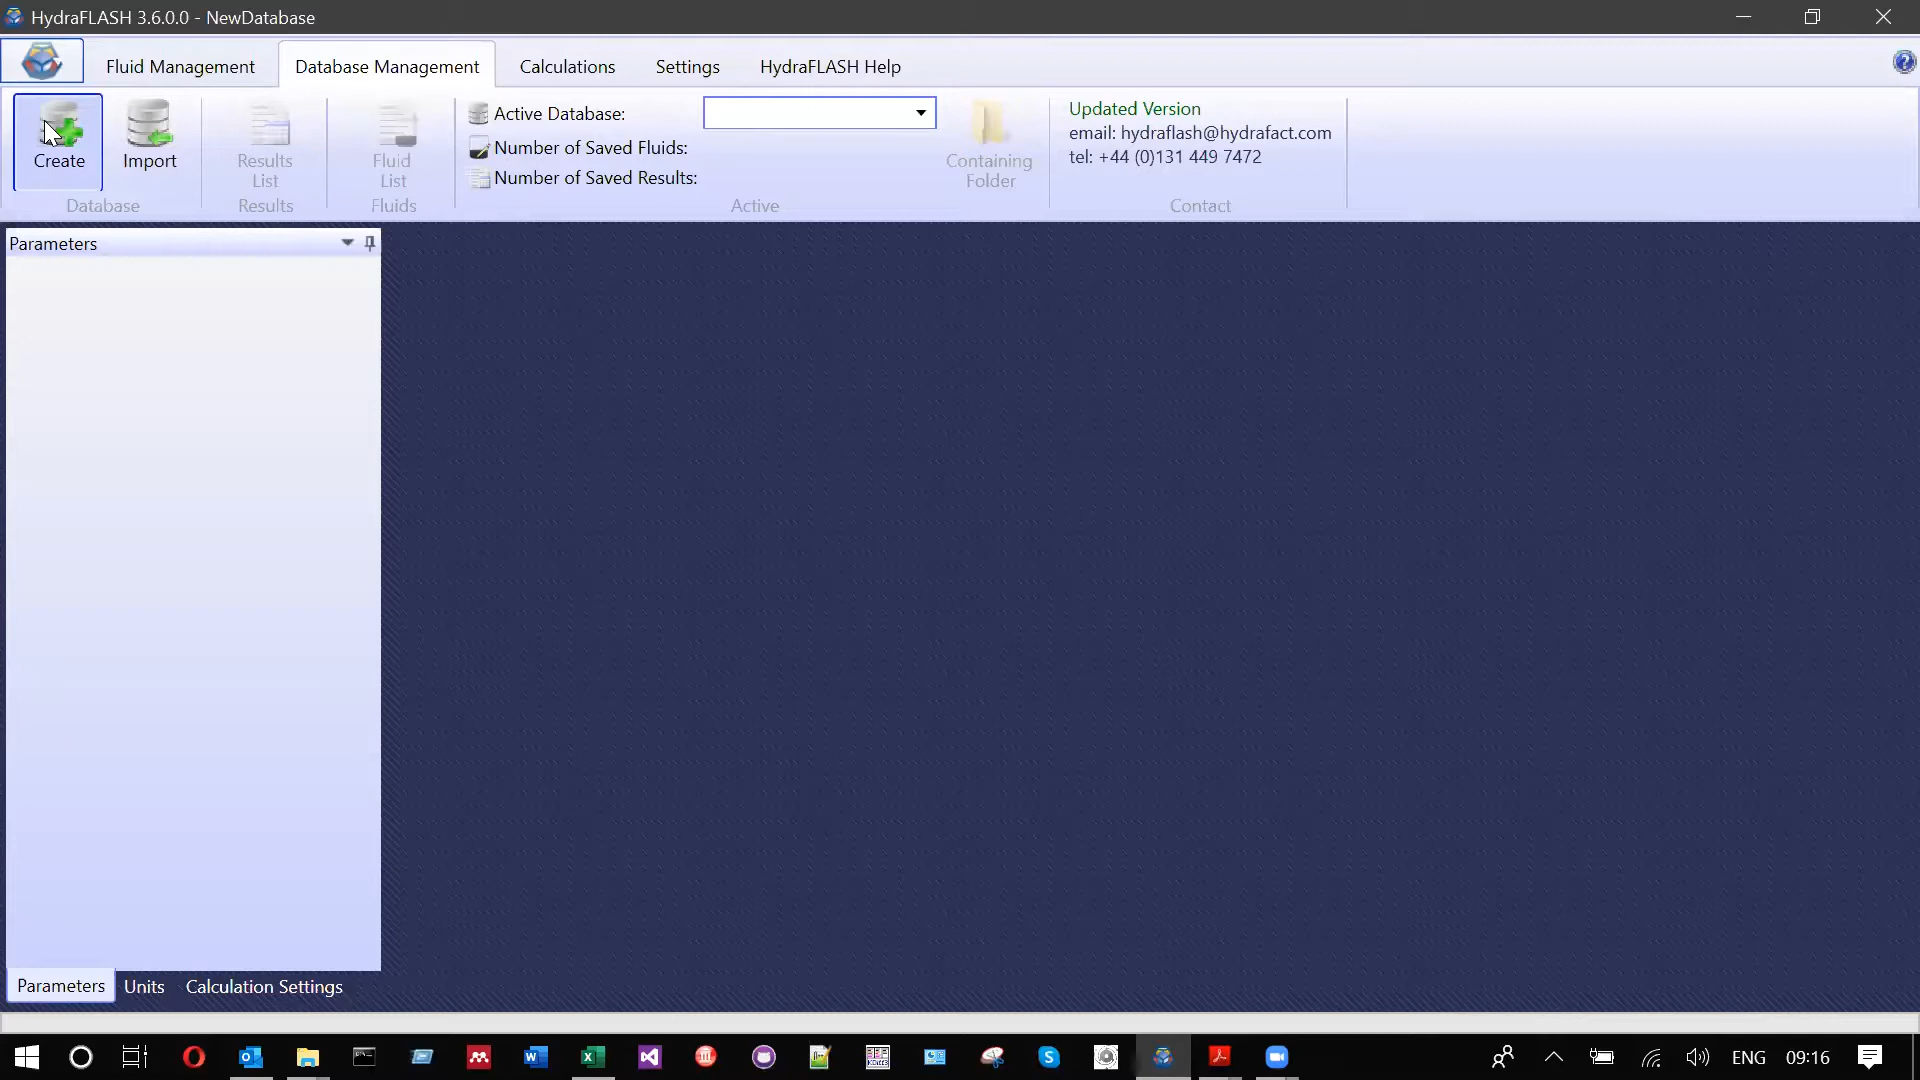 HydraFLASH 3.6.0.0 - NewDatabase
Fluid Management
Database Management
Calculations
Settings
HydraFLASH Help
Create
Import
Database
Results
List
Results
Fluid
List
Fluids
Active Database:
Number of Saved Fluids:
Number of Saved Results:
Containing
Folder
Active
Updated Version
email: hydraflash@hydrafact.com
tel: +44 (0)131 449 7472
Contact
Parameters
Parameters
Units
Calculation Settings
ENG
09:16